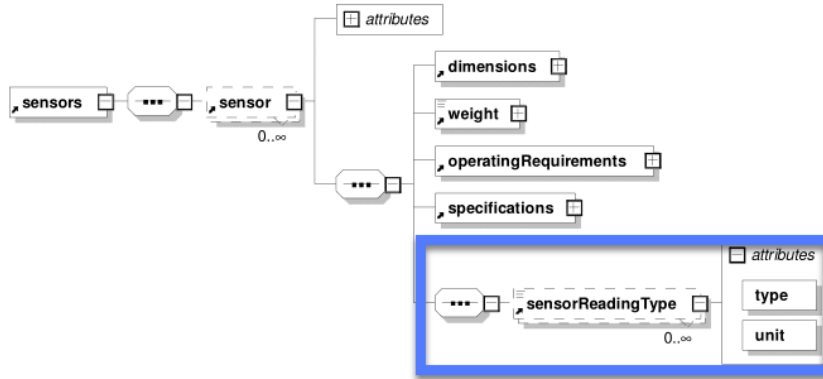 attributes
dimensions
sensors
sensor
0..∞
weight
operatingRequirements
specifications
attributes
sensorReadingType
0..∞
type
unit